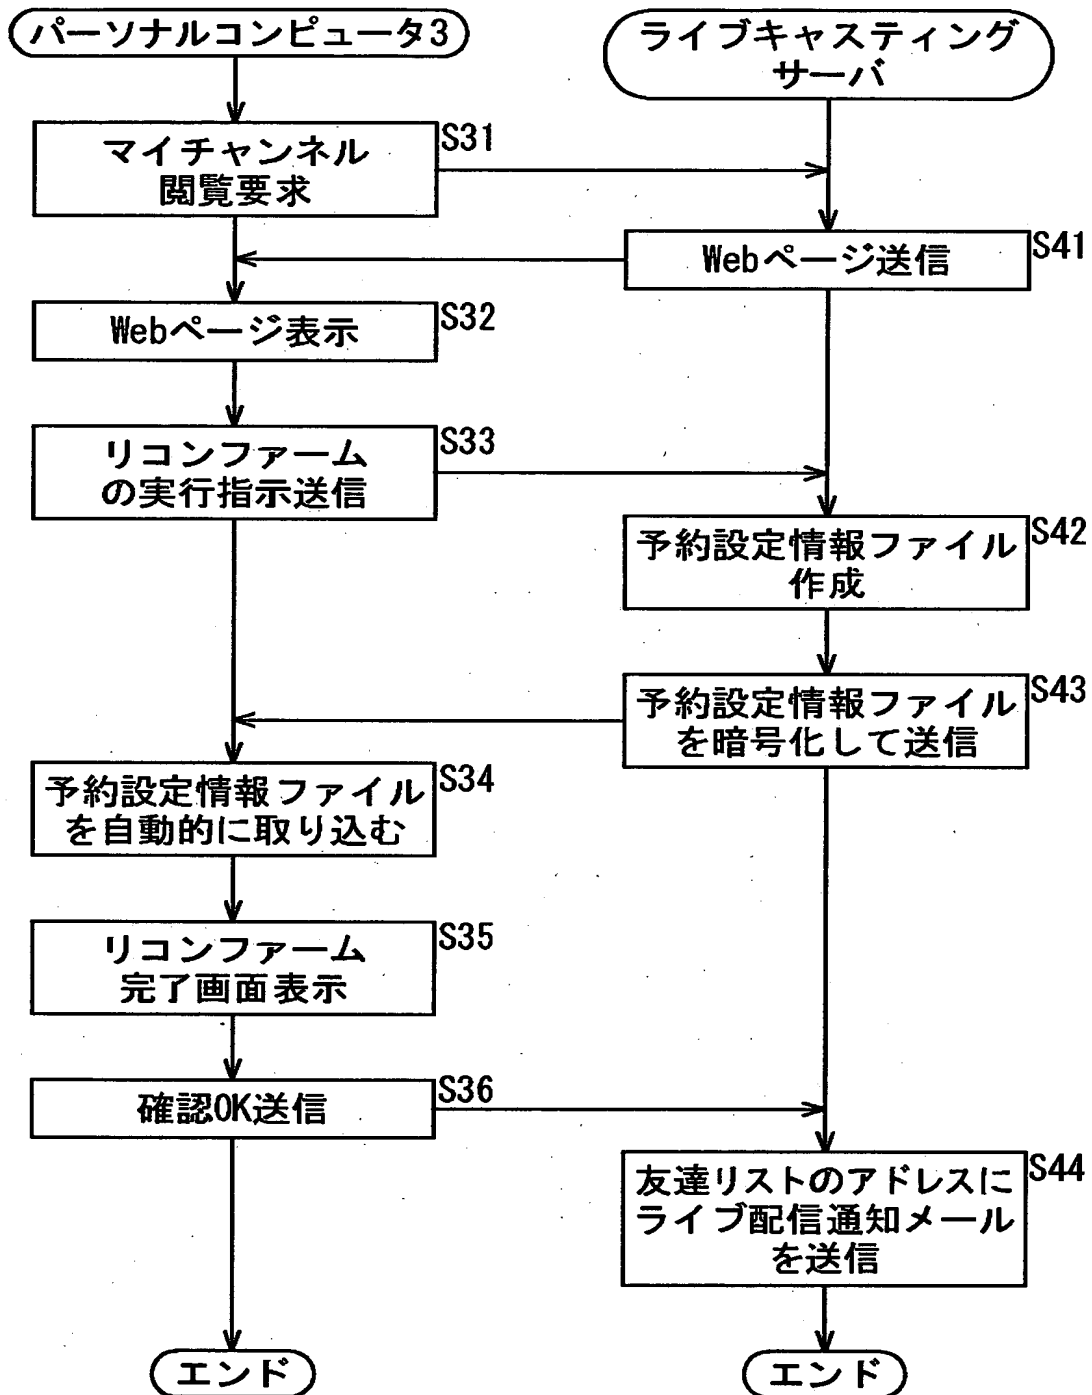 パーソナルコンピュータ3
ライブキャスティング
サーバ
マイチャンネル
閲覧要求
S31
Webページ送信
S41
Webページ表示
S32
リコンファーム
の実行指示送信
S33
予約設定情報ファイル
作成
S42
予約設定情報ファイル
を暗号化して送信
S43
予約設定情報ファイル
を自動的に取り込む
S34
リコンファーム
完了画面表示
S35
確認OK送信
S36
友達リストのアドレスに
ライブ配信通知メール
を送信
S44
エンド
エンド